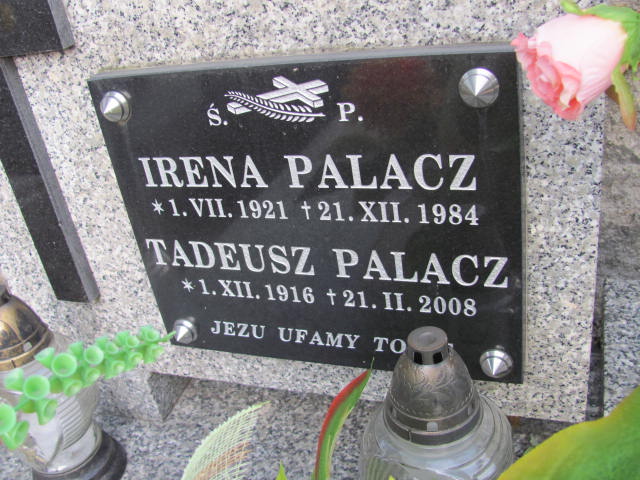 Ś. P.
IRENA PALACZ
* 1. VII. 1921 † 21. XII. 1984
TADEUSZ PALACZ
* 1. XII. 1916 † 21. II. 2008
JEZU UFAMY